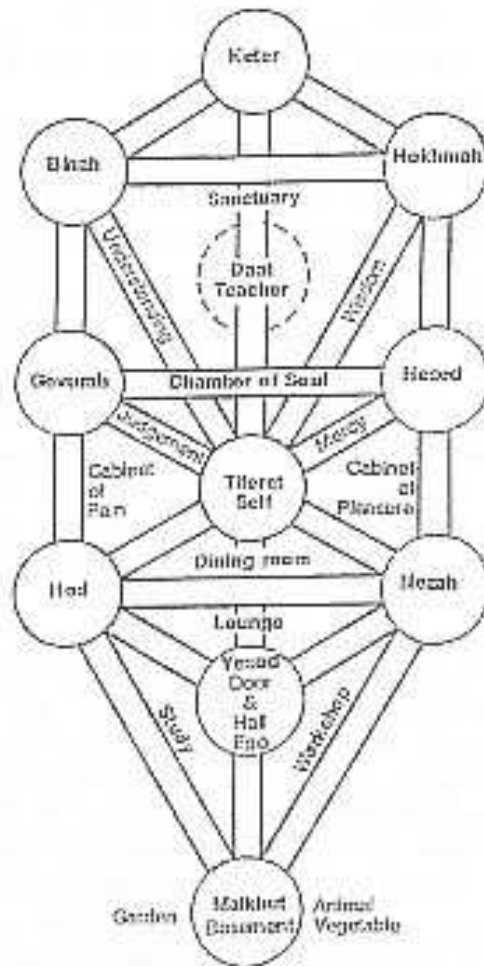 Keter
Binah
Hokhmah
Sanctuary
Understanding
Daat
Teacher
Wisdom
Gevurah
Chamber of Soul
Hesed
Judgement
Mercy
Cabinet
of
Pain
Tiferet
Self
Cabinet
of
Pleasure
Dining room
Hod
Nezah
Lounge
Yesod
Door
&
Hall
Ego
Study
Workshop
Garden
Malkhut
Basement
Animal
Vegetable